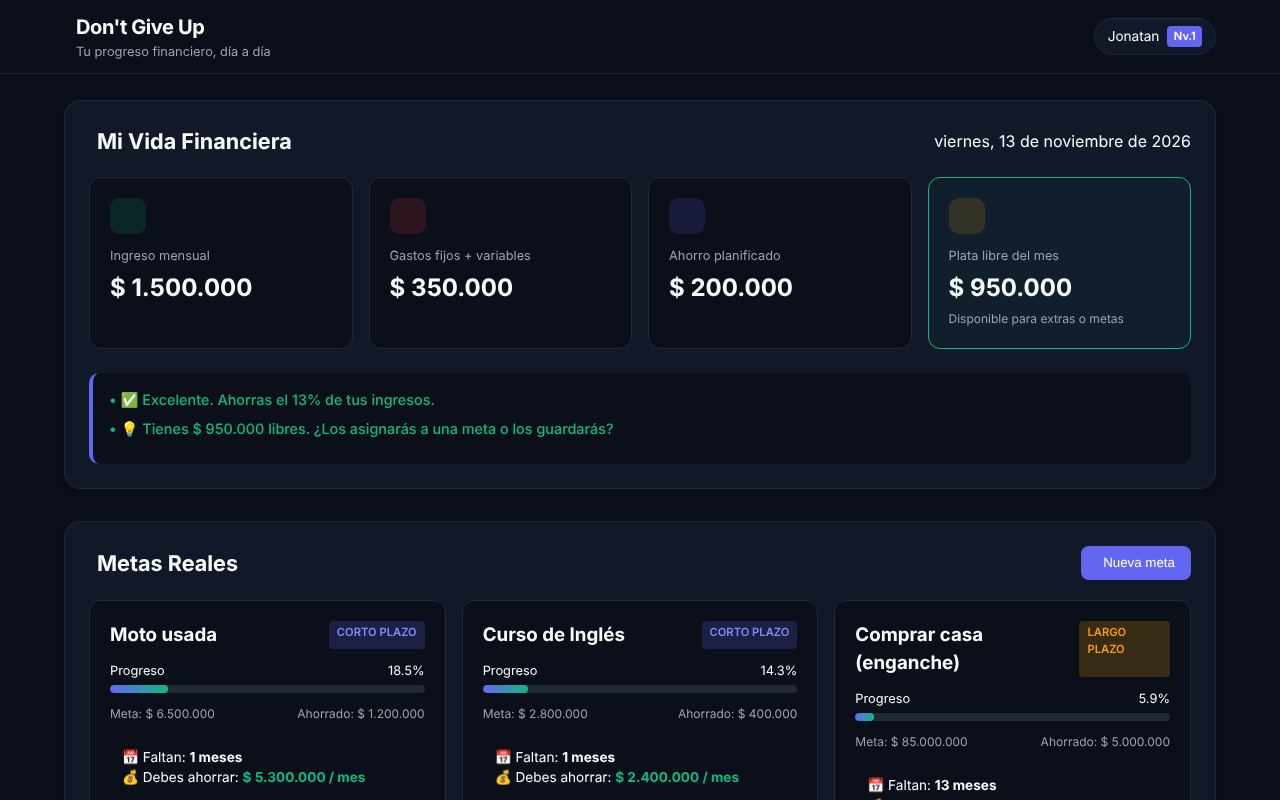 Don't Give Up
Tu progreso financiero, día a día
Jonatan Nv.1
Mi Vida Financiera
viernes, 13 de noviembre de 2026
Ingreso mensual
$ 1.500.000
Gastos fijos + variables
$ 350.000
Ahorro planificado
$ 200.000
Plata libre del mes
$ 950.000
Disponible para extras o metas
• ✅ Excelente. Ahorras el 13% de tus ingresos.
• 💡 Tienes $ 950.000 libres. ¿Los asignarás a una meta o los guardarás?
Metas Reales
Nueva meta
Moto usada
CORTO PLAZO
Progreso 18.5%
Meta: $ 6.500.000 Ahorrado: $ 1.200.000
📅 Faltan: 1 meses
💰 Debes ahorrar: $ 5.300.000 / mes
Curso de Inglés
CORTO PLAZO
Progreso 14.3%
Meta: $ 2.800.000 Ahorrado: $ 400.000
📅 Faltan: 1 meses
💰 Debes ahorrar: $ 2.400.000 / mes
Comprar casa
(enganche)
LARGO
PLAZO
Progreso 5.9%
Meta: $ 85.000.000 Ahorrado: $ 5.000.000
📅 Faltan: 13 meses